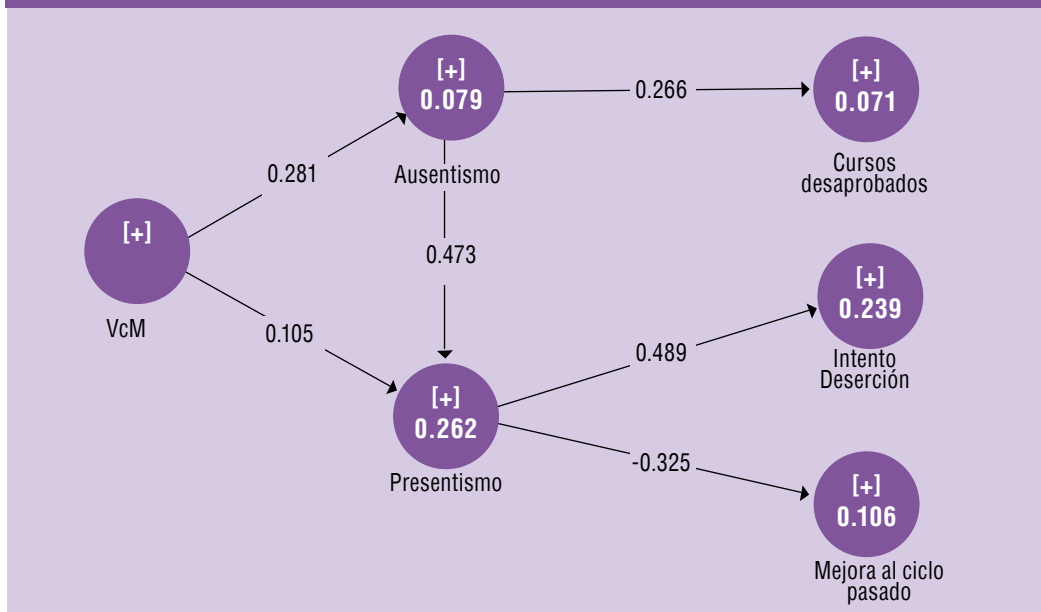 [+]
0.079
Ausentismo
0.266
[+]
0.071
Cursos
desaprobados
0.281
[+]
VcM
0.473
0.105
[+]
0.262
Presentismo
0.489
[+]
0.239
Intento
Deserción
-0.325
[+]
0.106
Mejora al ciclo
pasado